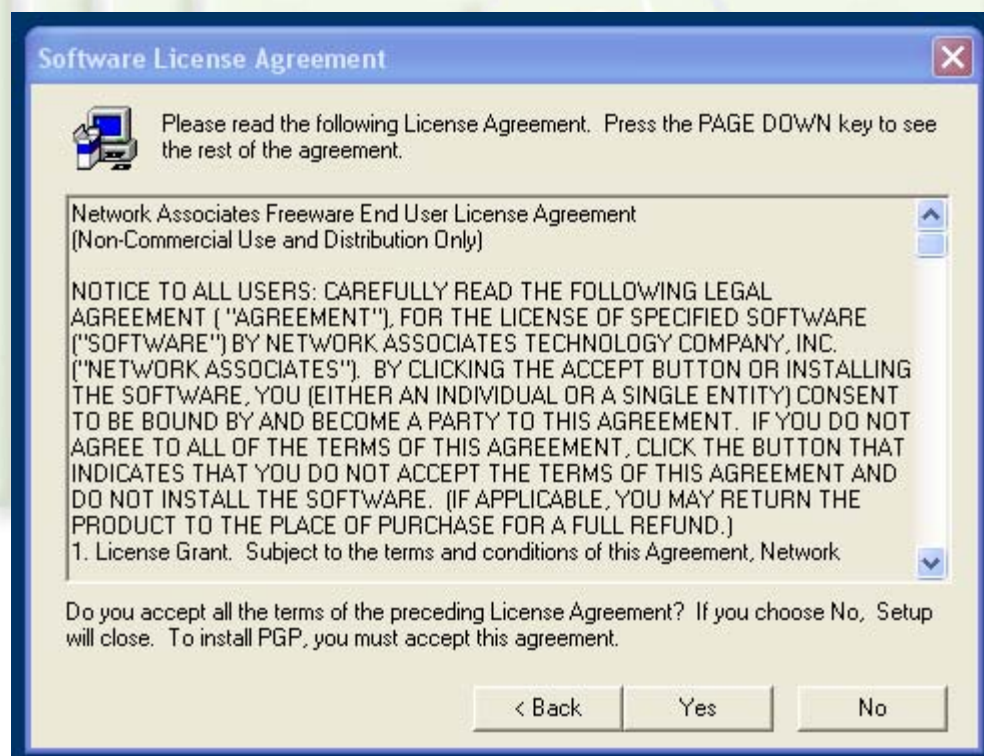 Software License Agreement
Please read the following License Agreement. Press the PAGE DOWN key to see
the rest of the agreement.
Network Associates Freeware End User License Agreement
(Non-Commercial Use and Distribution Only)
NOTICE TO ALL USERS: CAREFULLY READ THE FOLLOWING LEGAL
AGREEMENT ( "AGREEMENT"), FOR THE LICENSE OF SPECIFIED SOFTWARE
("SOFTWARE") BY NETWORK ASSOCIATES TECHNOLOGY COMPANY, INC.
("NETWORK ASSOCIATES"). BY CLICKING THE ACCEPT BUTTON OR INSTALLING
THE SOFTWARE, YOU (EITHER AN INDIVIDUAL OR A SINGLE ENTITY) CONSENT
TO BE BOUND BY AND BECOME A PARTY TO THIS AGREEMENT. IF YOU DO NOT
AGREE TO ALL OF THE TERMS OF THIS AGREEMENT, CLICK THE BUTTON THAT
INDICATES THAT YOU DO NOT ACCEPT THE TERMS OF THIS AGREEMENT AND
DO NOT INSTALL THE SOFTWARE. (IF APPLICABLE, YOU MAY RETURN THE
PRODUCT TO THE PLACE OF PURCHASE FOR A FULL REFUND.)
1. License Grant. Subject to the terms and conditions of this Agreement, Network
Do you accept all the terms of the preceding License Agreement? If you choose No, Setup
will close. To install PGP, you must accept this agreement.
< Back Yes No